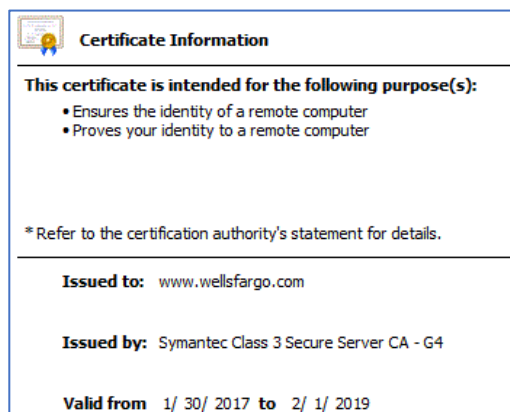 Certificate Information
This certificate is intended for the following purpose(s):
• Ensures the identity of a remote computer
• Proves your identity to a remote computer
* Refer to the certification authority's statement for details.
Issued to: www.wellsfargo.com
Issued by: Symantec Class 3 Secure Server CA - G4
Valid from 1/ 30/ 2017 to 2/ 1/ 2019